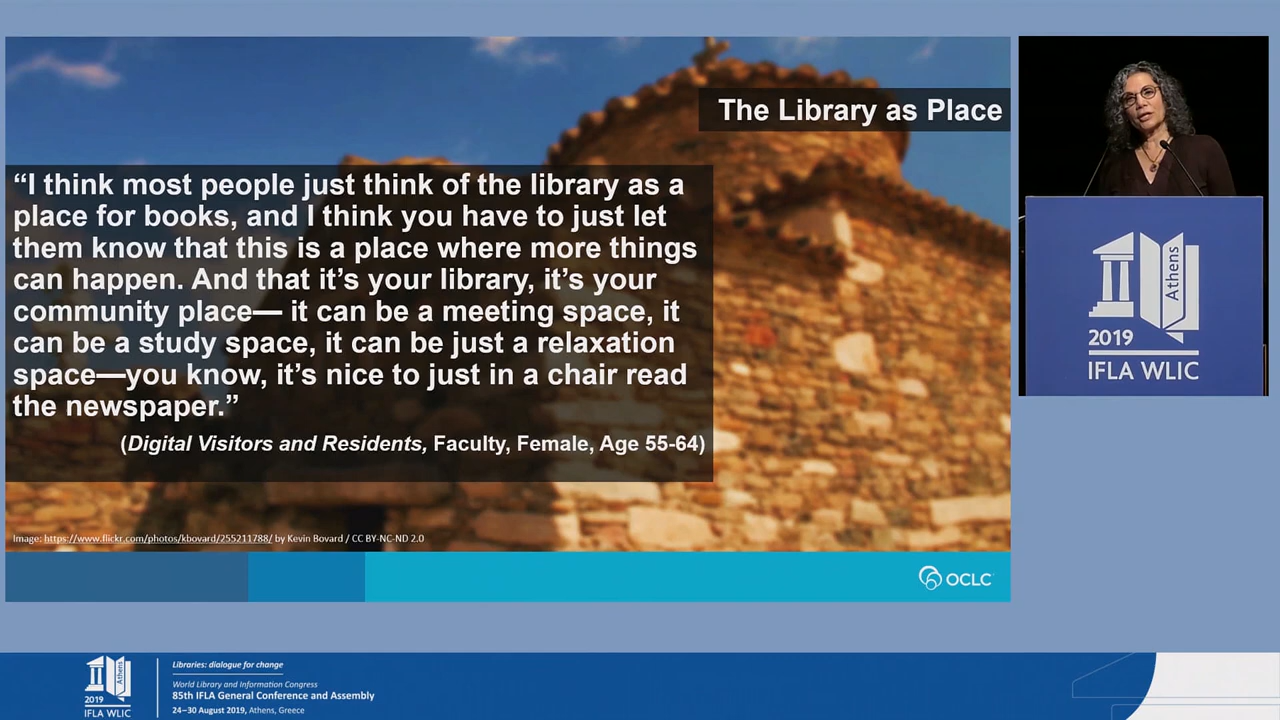 The Library as Place
“I think most people just think of the library as a
place for books, and I think you have to just let
them know that this is a place where more things
can happen. And that it’s your library, it’s your
community place— it can be a meeting space, it
can be a study space, it can be just a relaxation
space—you know, it’s nice to just in a chair read
the newspaper.”
(Digital Visitors and Residents, Faculty, Female, Age 55-64)
Image: https://www.flickr.com/photos/kbovard/255211788/ by Kevin Bovard / CC BY-NC-ND 2.0
OCLC
Athens
2019
IFLA WLIC
Athens
2019
IFLA WLIC
Libraries: dialogue for change
World Library and Information Congress
85th IFLA General Conference and Assembly
24–30 August 2019, Athens, Greece